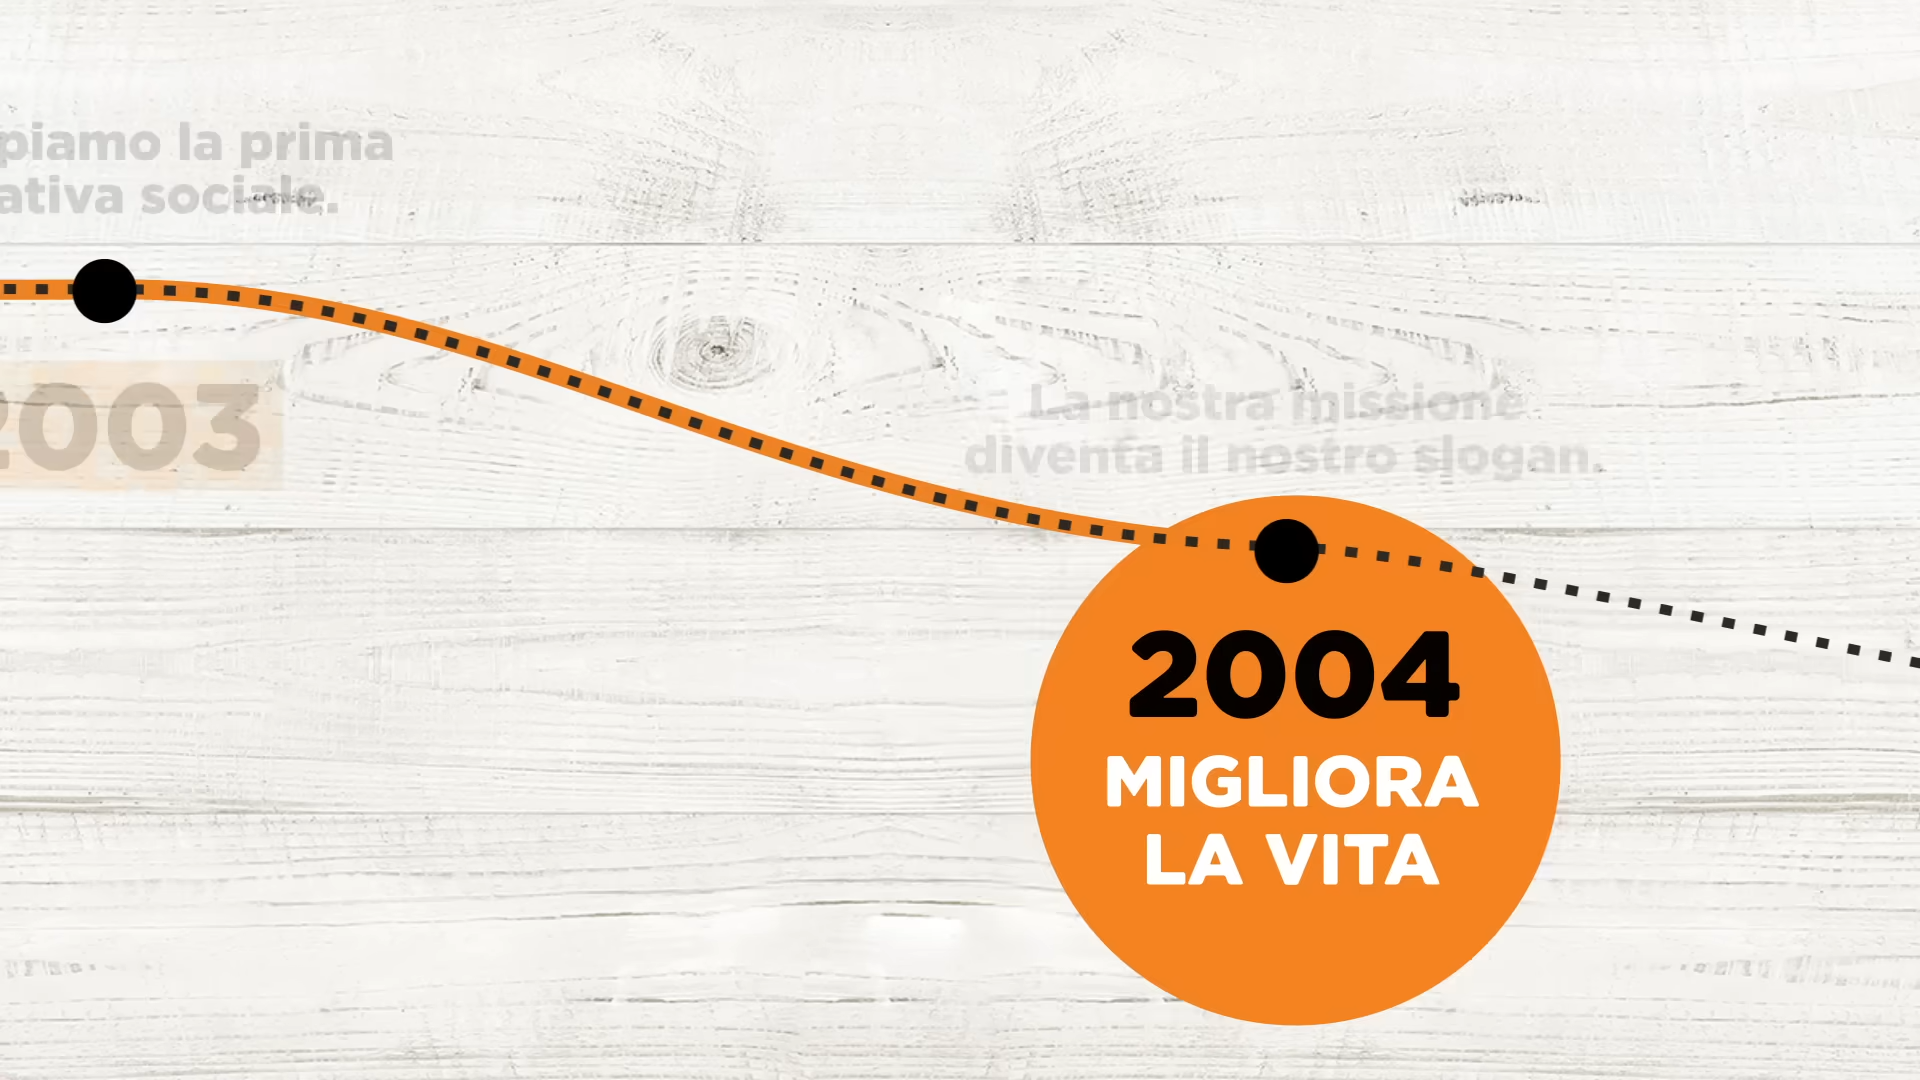 piamo la prima
ativa sociale.
2003
La nostra missione
diventa il nostro slogan.
2004
MIGLIORA
LA VITA